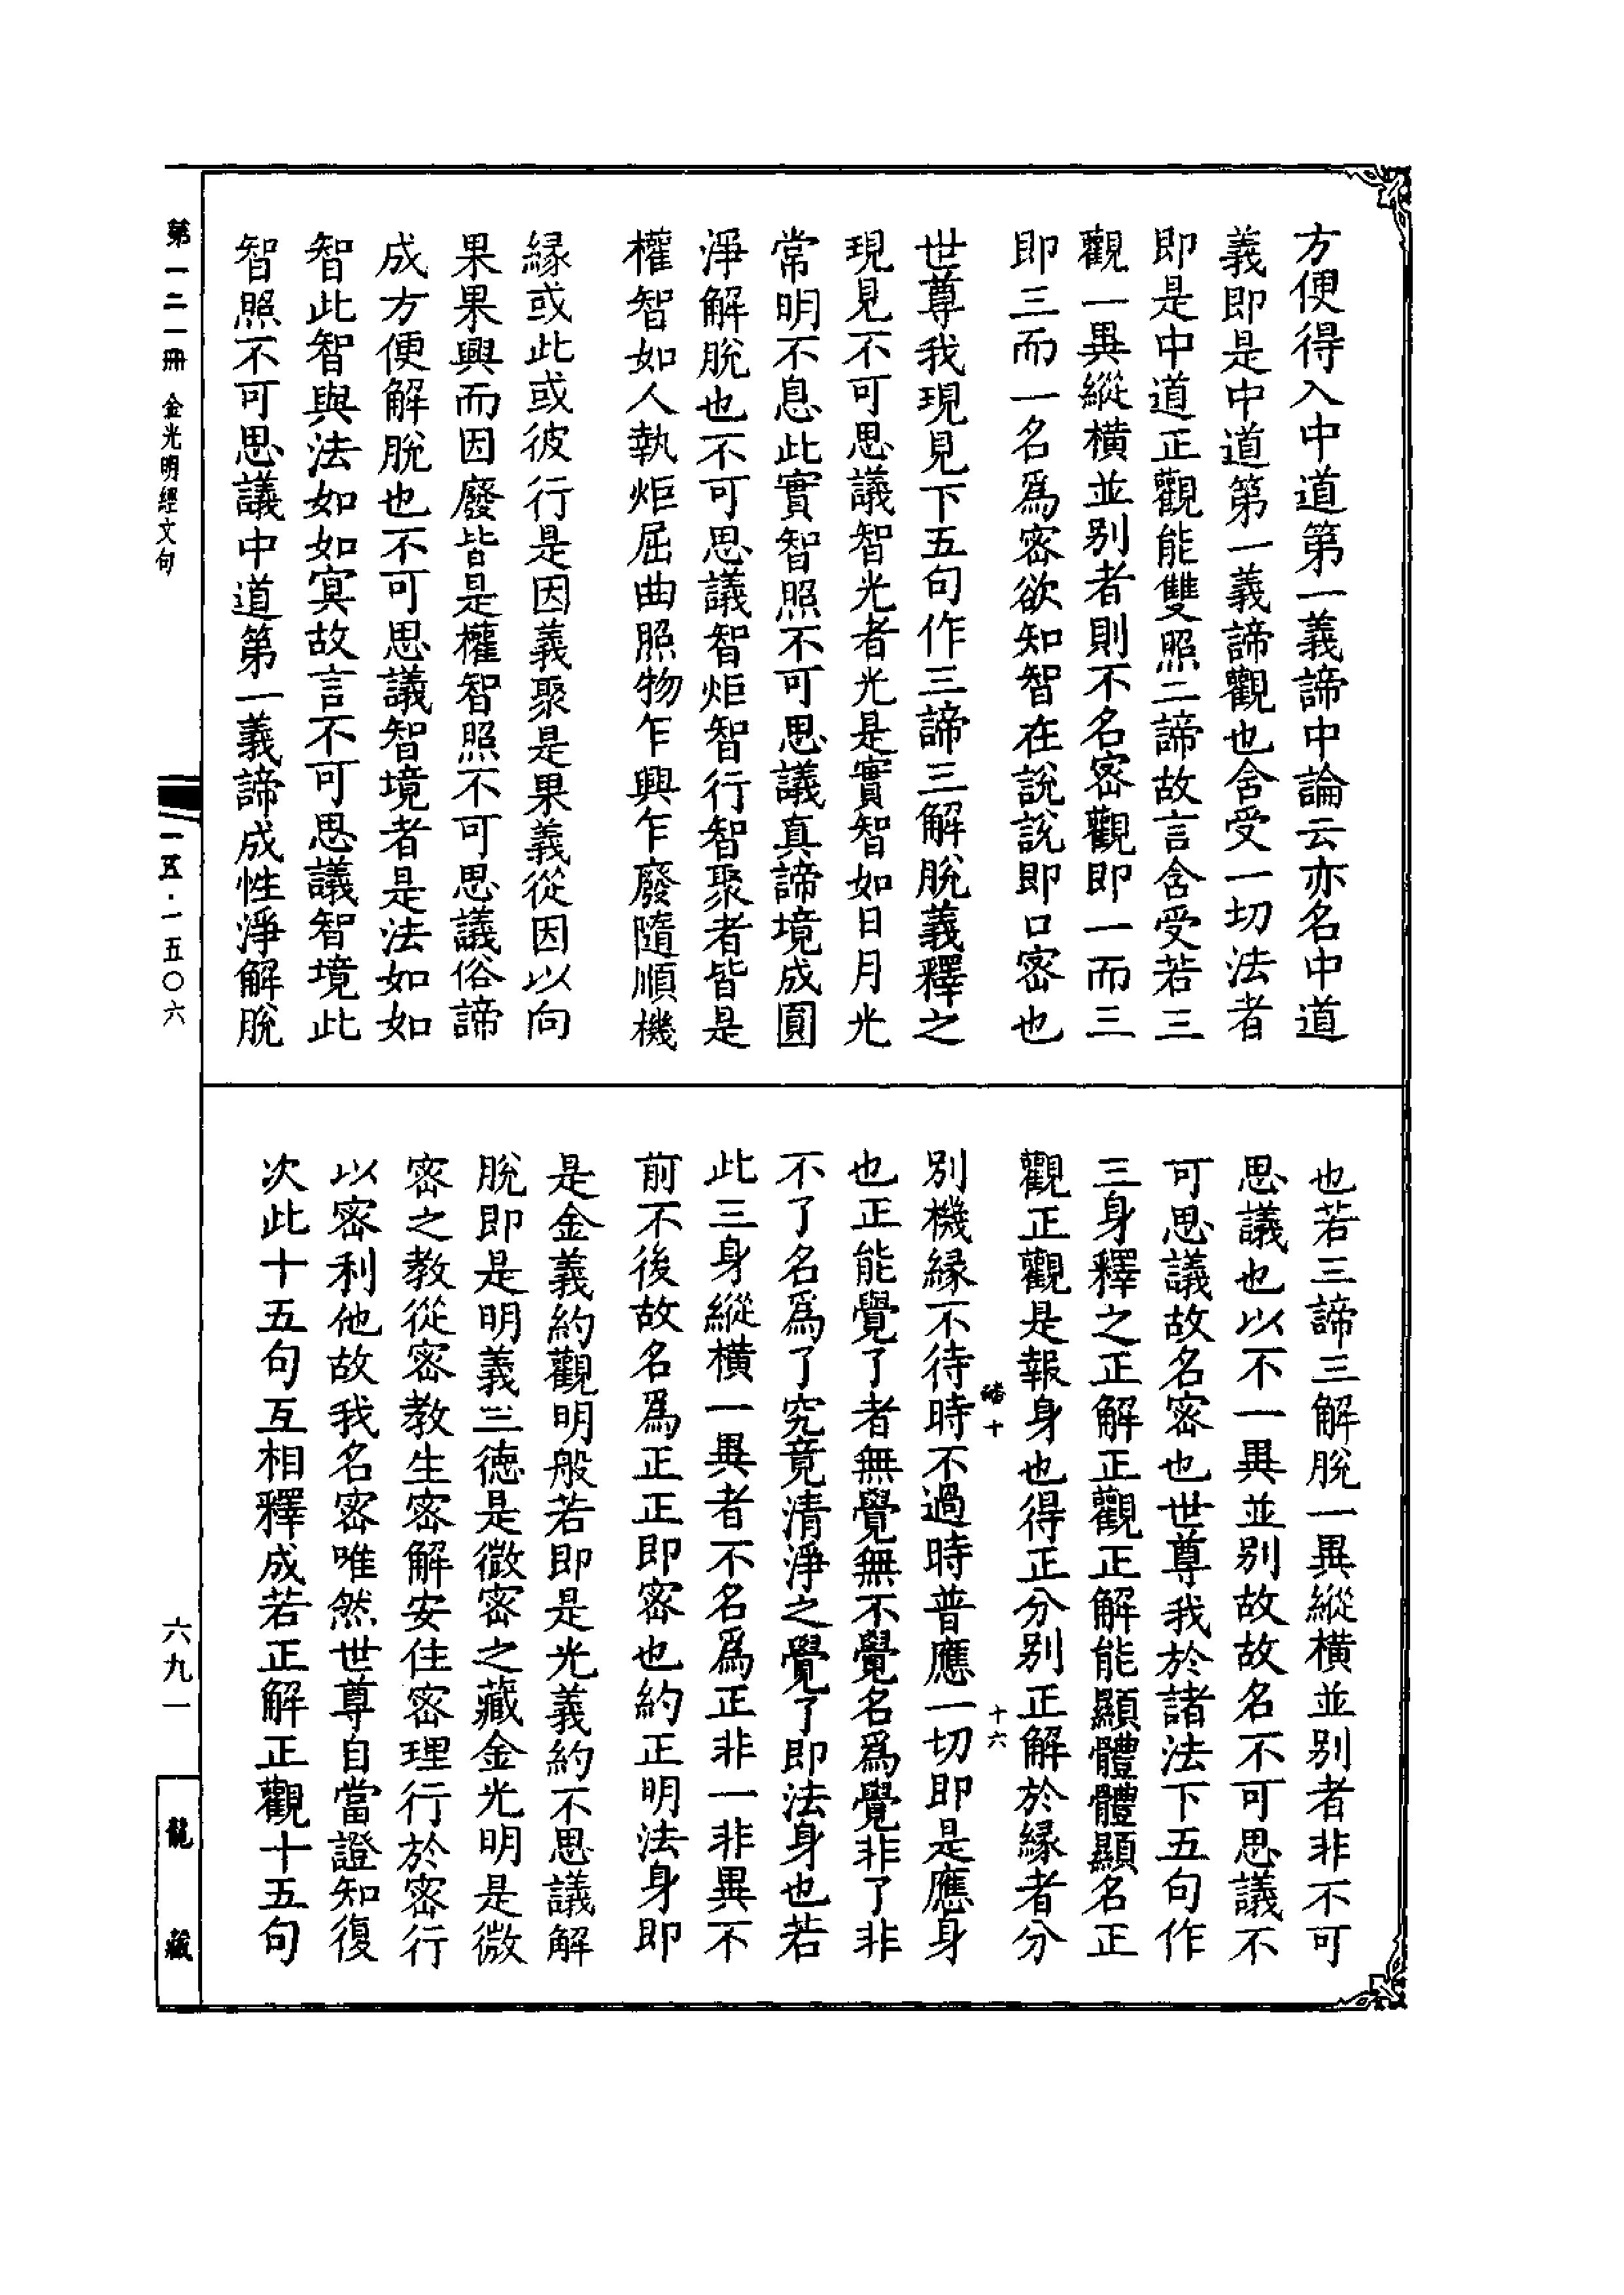 方便得入中道第一義諦中論云亦名中道
義即是中道第一義諦觀也含受一切法者
即是中道正觀能雙照二諦故言含受若三
觀一異縱橫並別者則不名密觀即一而三
即三而一名爲密欲知智在說說即口密也
世尊我現見下五句作三諦三解脫義釋之
現見不可思議智光者光是實智如日月光
常明不息此實智照不可思議真諦境成圓
淨解脫也不可思議智炬智行智聚者皆是
權智如人執炬屈曲照物乍興乍廢隨順機
緣或此或彼行是因義聚是果義從因以向
果果興而因廢皆是權智照不可思議俗諦
成方便解脫也不可思議智境者是法如如
智此智與法如如冥故言不可思議智境此
智照不可思議中道第一義諦成性淨解脫
也若三諦三解脫一異縱橫並別者非不可
思議也以不一異並別故故名不可思議不
可思議故名密也世尊我於諸法下五句作
三身釋之正解正觀正解能顯體體顯名正
觀正觀是報身也得正分別正解於緣者分
十六
別機緣不待時不過時普應一切即是應身
也正能覺了者無覺無不覺名爲覺非了非
不了名爲了究竟清淨之覺了即法身也若
此三身縱橫一異者不名爲正非一非異不
前不後故名爲正正即密也約正明法身即
是金義約觀明般若即是光義約不思議解
脫即是明義三德是微密之藏金光明是微
密之教從密教生密解安住密理行於密行
以密利他故我名密唯然世尊自當證知復
次此十五句互相釋成若正解正觀十五句
第一二一冊 金光明經文句
一五·一五〇六
六九一
龍藏